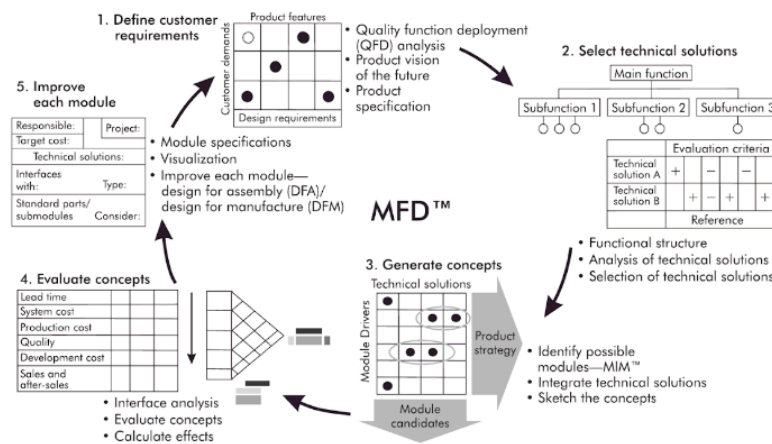 1. Define customer
requirements
Product features
Customer demands
Design requirements
• Quality function deployment
(QFD) analysis
• Product vision
of the future
• Product
specification
2. Select technical solutions
Main function
Subfunction 1
Subfunction 2
Subfunction 3
Evaluation criteria
Technical
solution A
+ − −
Technical
solution B
+ − + +
Reference
• Functional structure
• Analysis of technical solutions
• Selection of technical solutions
MFD™
3. Generate concepts
Technical solutions
Module Drivers
Product
strategy
Module
candidates
• Identify possible
modules—MIM™
• Integrate technical solutions
• Sketch the concepts
4. Evaluate concepts
Lead time
System cost
Production cost
Quality
Development cost
Sales and
after-sales
• Interface analysis
• Evaluate concepts
• Calculate effects
5. Improve
each module
Responsible:
Project:
Target cost:
Technical solutions:
Interfaces
with:
Type:
Standard parts/
submodules
Consider:
• Module specifications
• Visualization
• Improve each module—
design for assembly (DFA)/
design for manufacture (DFM)